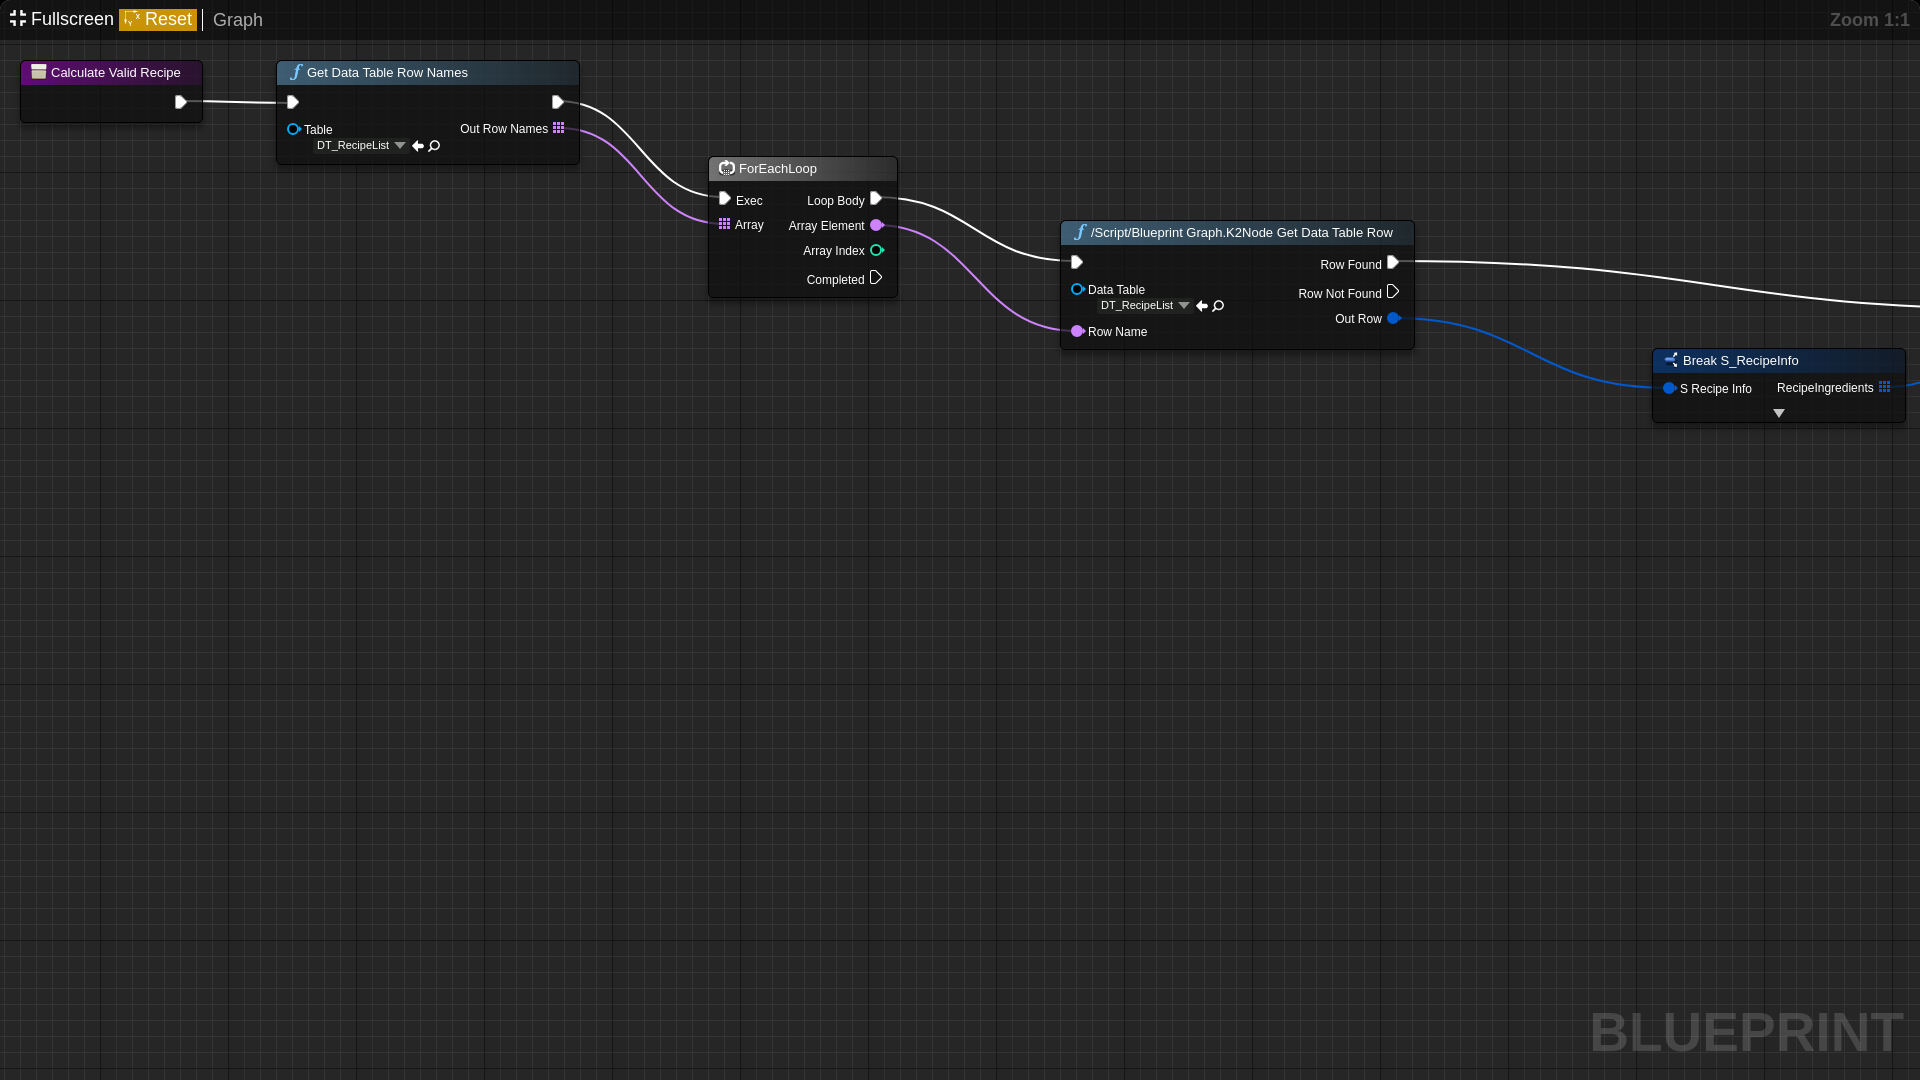 Fullscreen Reset Graph Zoom 1:1
Calculate Valid Recipe
Get Data Table Row Names
Table Out Row Names
DT_RecipeList
ForEachLoop
Exec Loop Body
Array Array Element
Array Index
Completed
/Script/Blueprint Graph.K2Node Get Data Table Row
Row Found
Data Table Row Not Found
DT_RecipeList
Row Name Out Row
Break S_RecipeInfo
S Recipe Info RecipeIngredients
BLUEPRINT